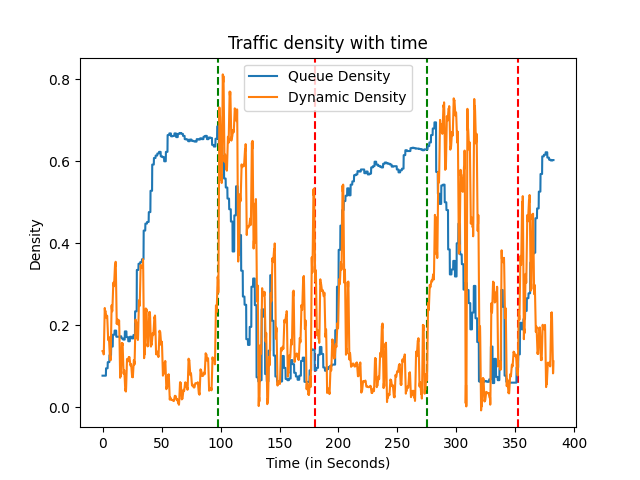 Traffic density with time
Queue Density
Dynamic Density
Density
0.8
0.6
0.4
0.2
0.0
0 50 100 150 200 250 300 350 400
Time (in Seconds)